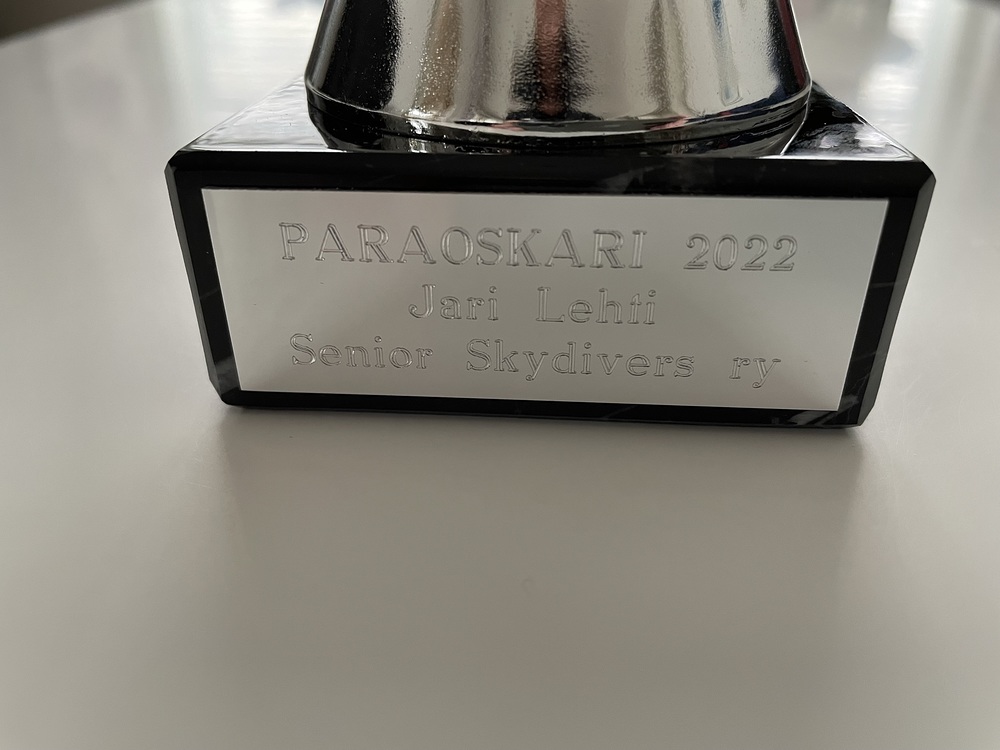 PARAOSKARI 2022
Jari Lehti
Senior Skydivers ry